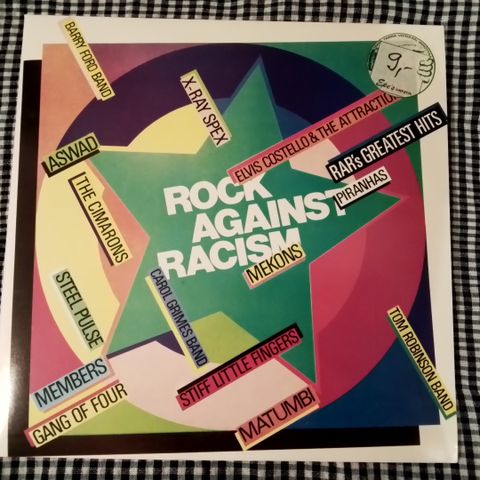 BARRY FORD BAND
X-RAY SPEX
9,-
ELVIS COSTELLO & THE ATTRACTION
RAR's GREATEST HITS
ASWAD
THE CIMARONS
PIRANHAS
ROCK
AGAINST
RACISM
MEKONS
STEEL PULSE
CAROL GRIMES BAND
MEMBERS
STIFF LITTLE FINGERS
TOM ROBINSON BAND
GANG OF FOUR
MATUMBI